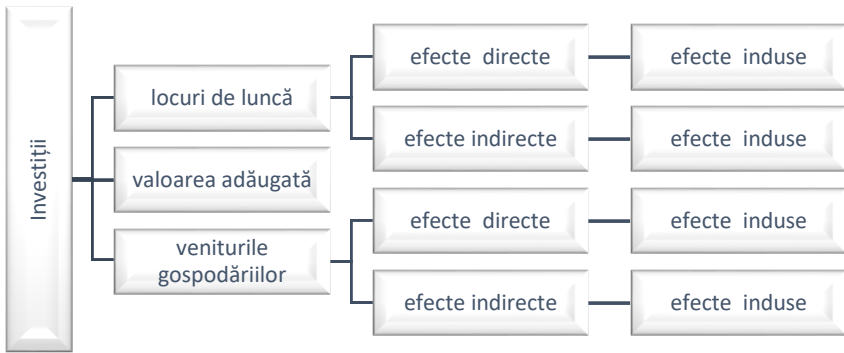 Investiții
locuri de luncă
efecte directe
efecte induse
efecte indirecte
efecte induse
valoarea adăugată
veniturile
gospodăriilor
efecte directe
efecte induse
efecte indirecte
efecte induse